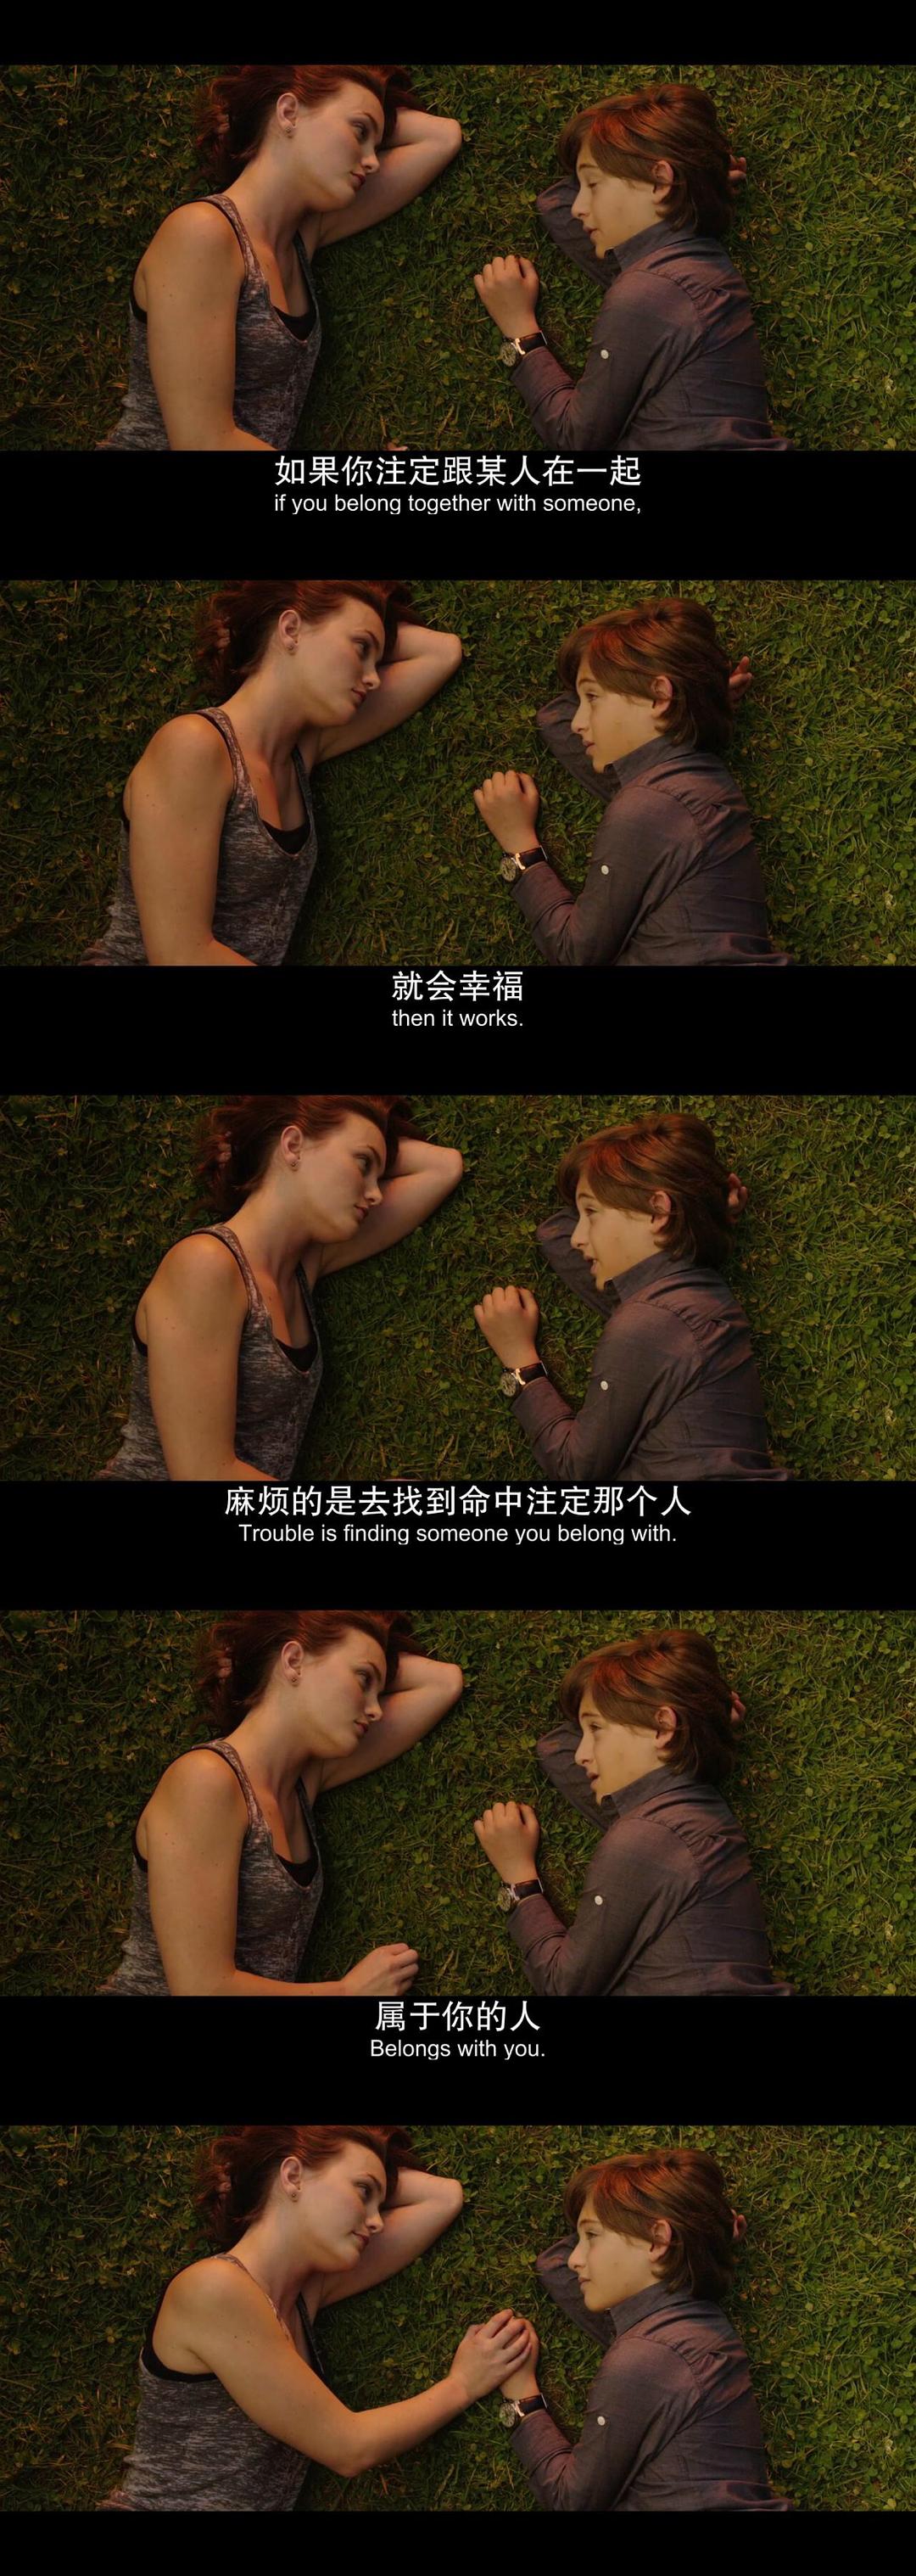 如果你注定跟某人在一起
if you belong together with someone,
就会幸福
then it works.
麻烦的是去找到命中注定那个人
Trouble is finding someone you belong with.
属于你的人
Belongs with you.